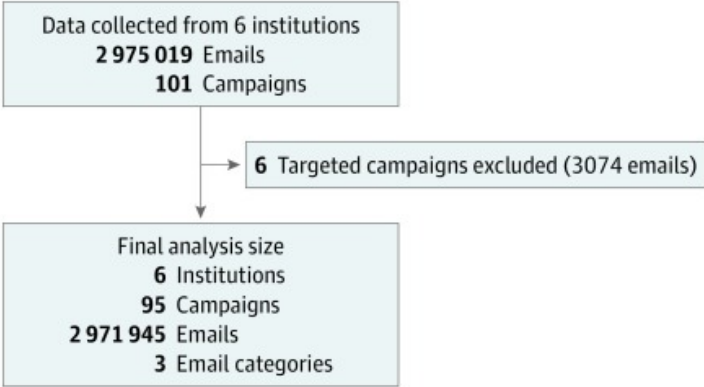 Data collected from 6 institutions
2 975 019 Emails
101 Campaigns
6 Targeted campaigns excluded (3074 emails)
Final analysis size
6 Institutions
95 Campaigns
2 971 945 Emails
3 Email categories